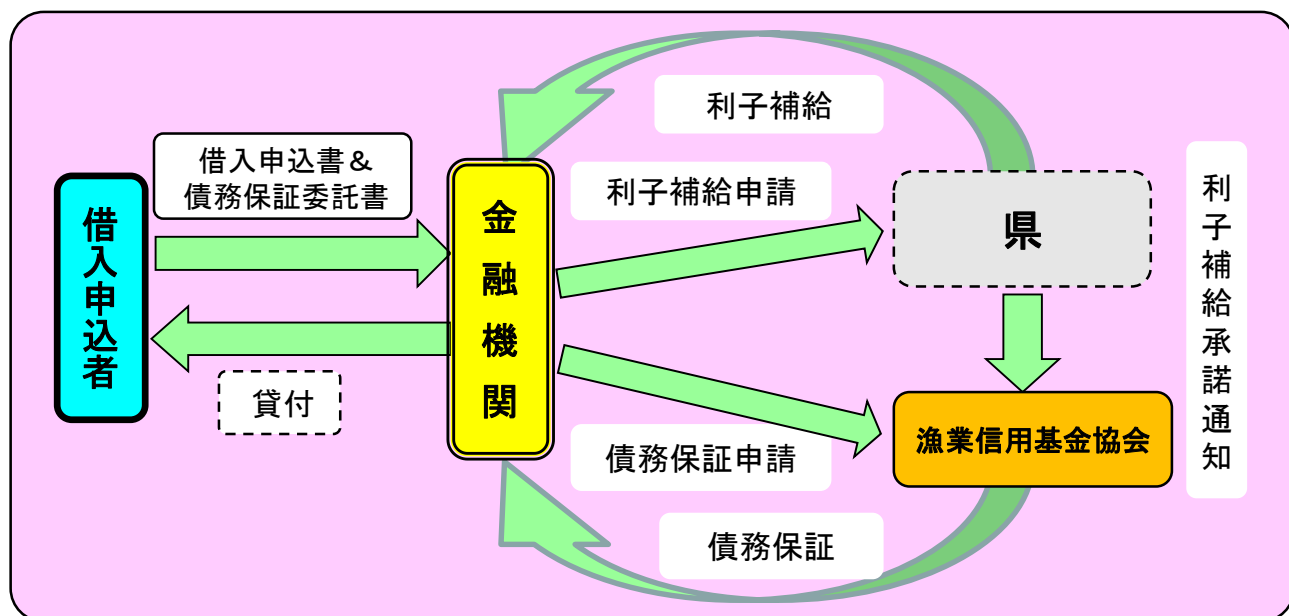 利子補給
借入申込書＆
債務保証委託書
利子補給申請
借入申込者
金融機関
県
利子補給承諾通知
貸付
漁業信用基金協会
債務保証申請
債務保証